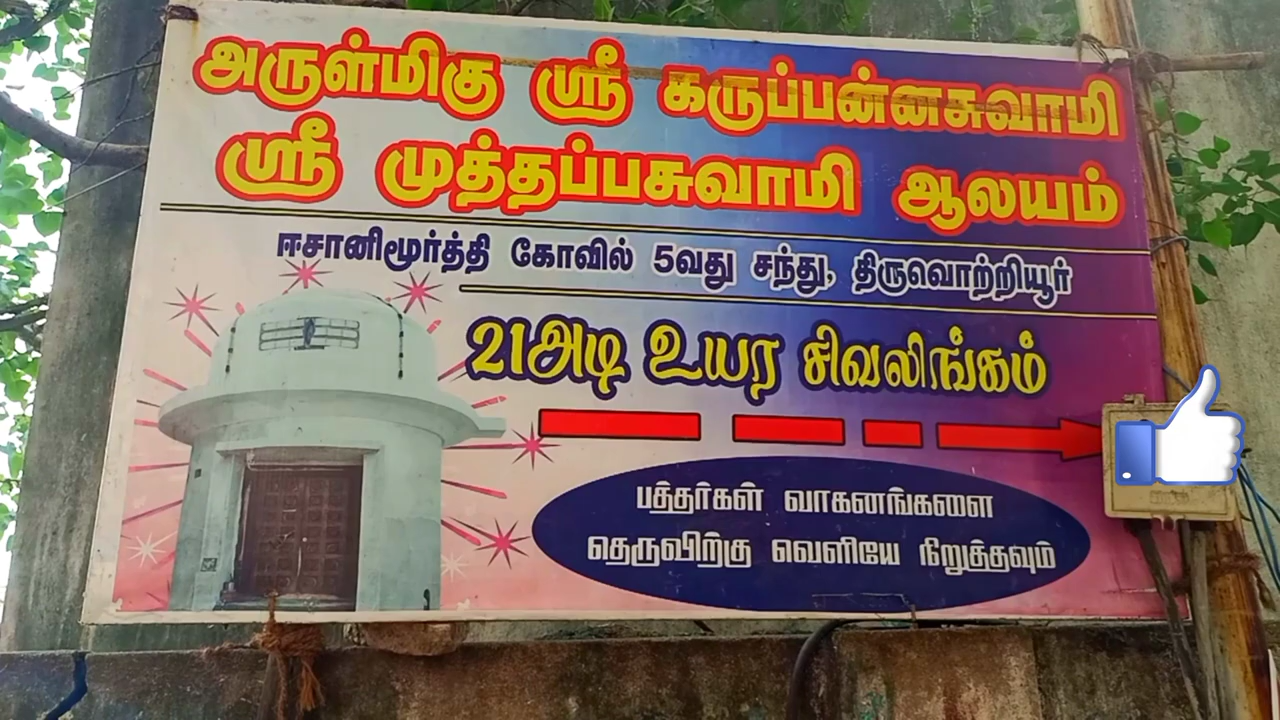 அருள்மிகு ஸ்ரீ கருப்பன்னசுவாமி
ஸ்ரீ முத்தப்பசுவாமி ஆலயம்
ஈசானிமூர்த்தி கோவில் 5வது சந்து, திருவொற்றியூர்
21அடி உயர சிவலிங்கம்
பத்தர்கள் வாகனங்களை
தெருவிற்கு வெளியே நிறுத்தவும்